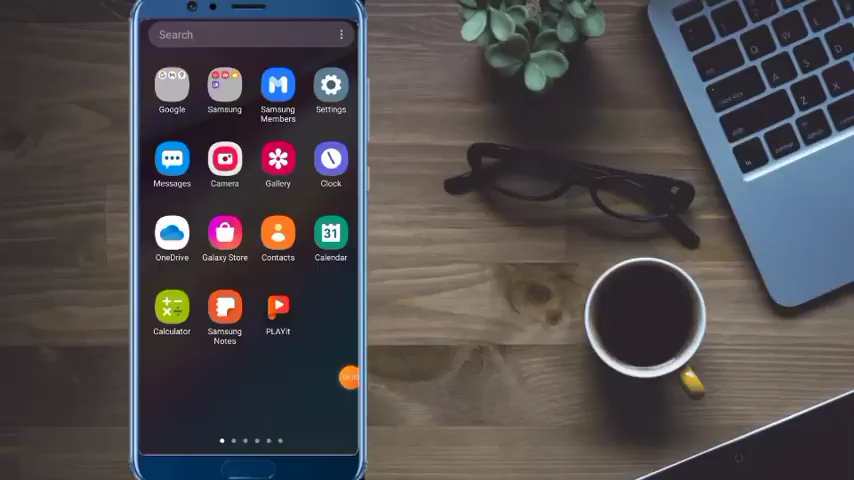 Search
Google
Samsung
Samsung Members
Settings
Messages
Camera
Gallery
Clock
OneDrive
Galaxy Store
Contacts
31
Calendar
Calculator
Samsung Notes
PLAYit